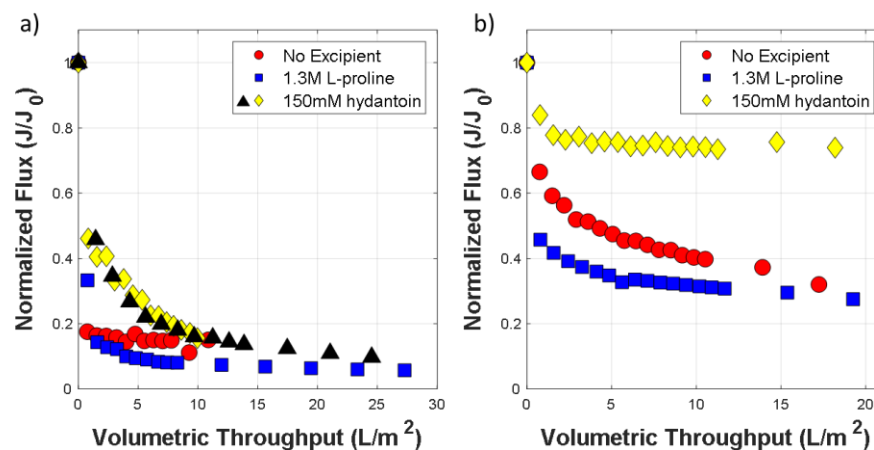 a)
Normalized Flux (J/J0)
1
0.8
0.6
0.4
0.2
0
No Excipient
1.3M L-proline
150mM hydantoin
0 5 10 15 20 25 30
Volumetric Throughput (L/m2)
b)
Normalized Flux (J/J0)
1
0.8
0.6
0.4
0.2
0
No Excipient
1.3M L-proline
150mM hydantoin
0 5 10 15 20
Volumetric Throughput (L/m2)